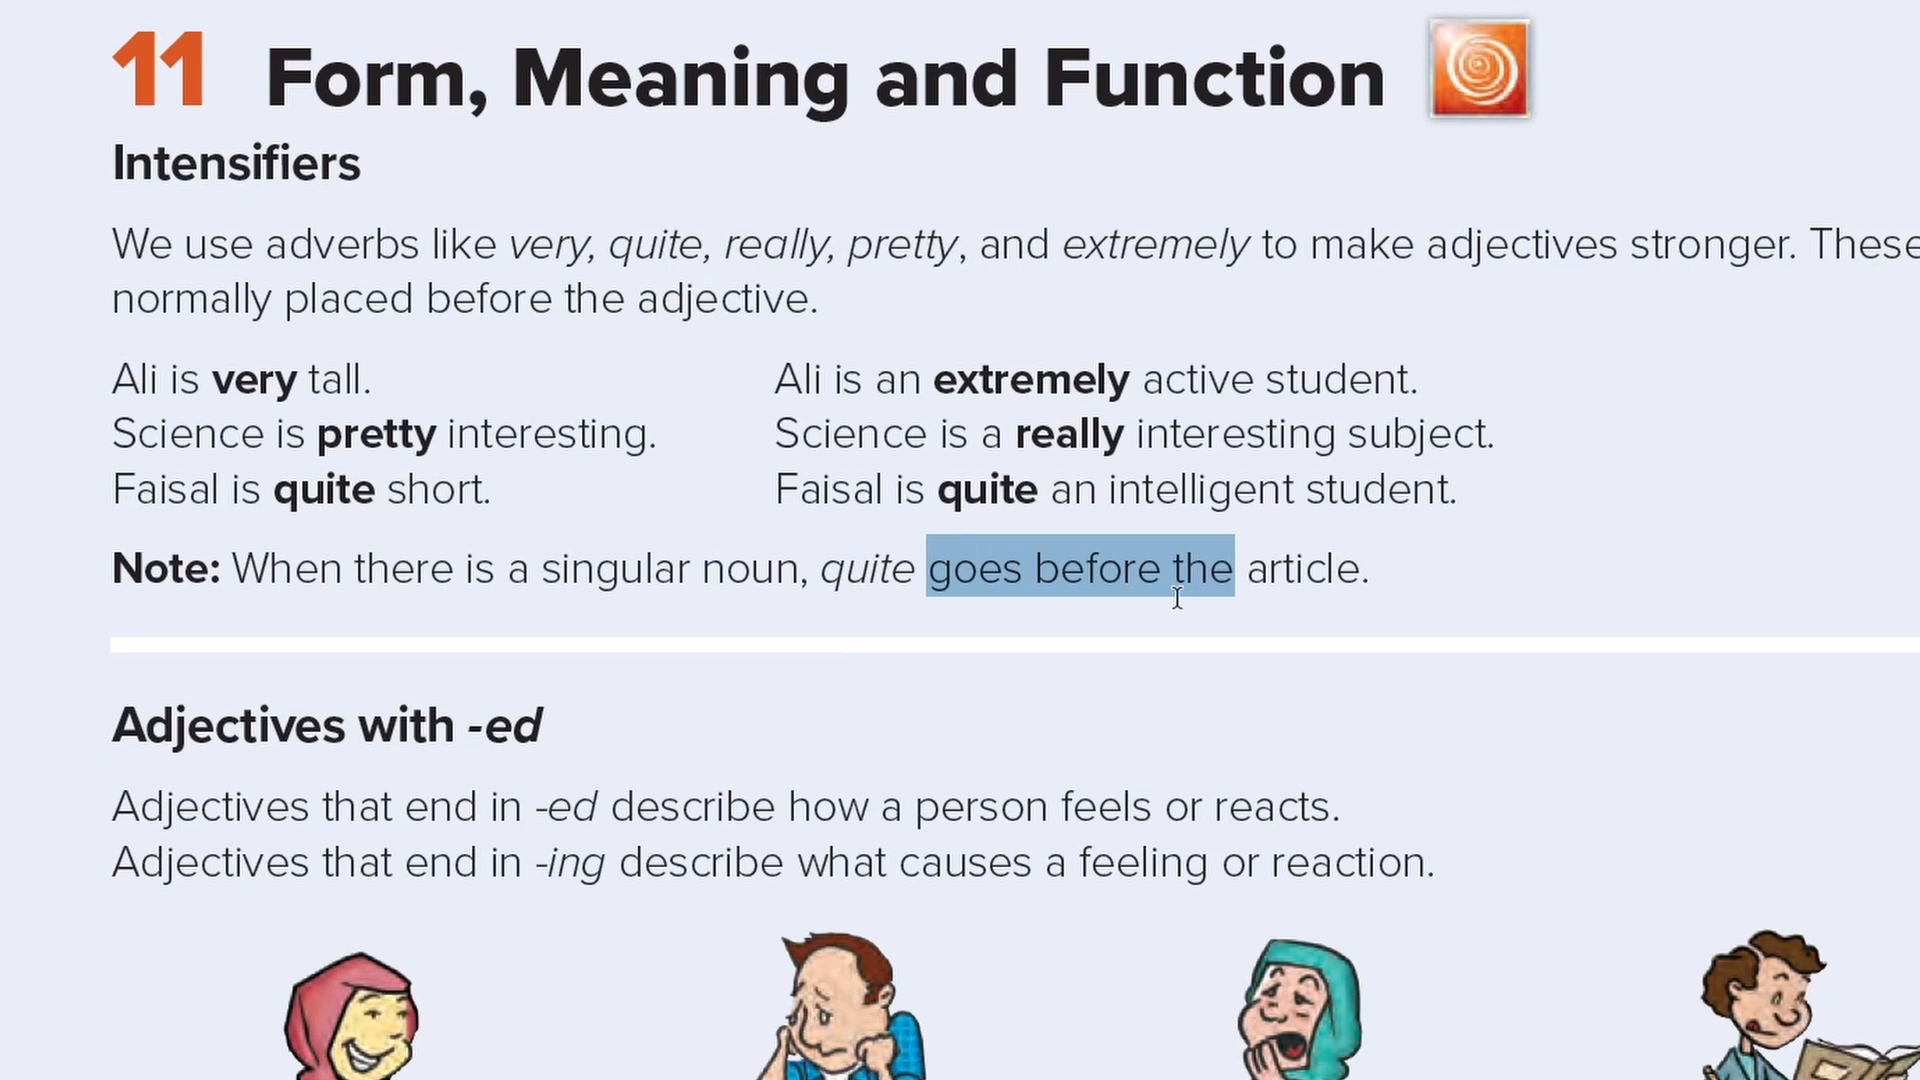 11 Form, Meaning and Function
Intensifiers
We use adverbs like very, quite, really, pretty, and extremely to make adjectives stronger. These
normally placed before the adjective.
Ali is very tall.
Science is pretty interesting.
Faisal is quite short.
Ali is an extremely active student.
Science is a really interesting subject.
Faisal is quite an intelligent student.
Note: When there is a singular noun, quite goes before the article.
Adjectives with -ed
Adjectives that end in -ed describe how a person feels or reacts.
Adjectives that end in -ing describe what causes a feeling or reaction.